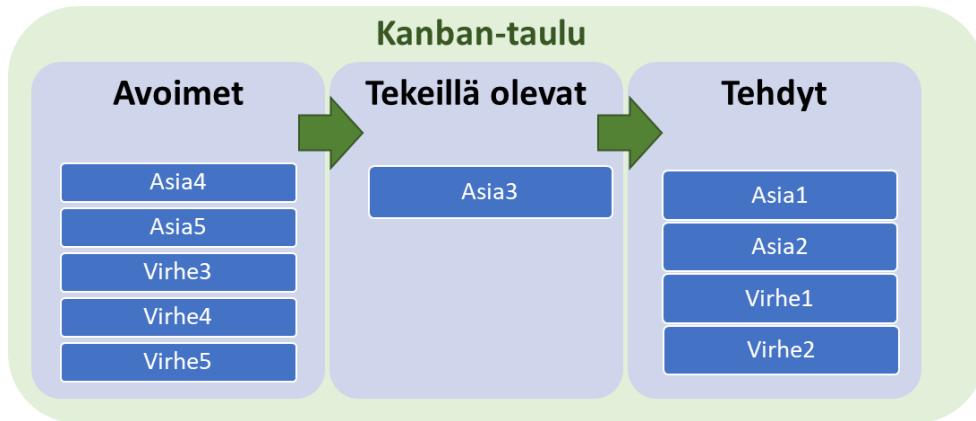 Kanban-taulu
Avoimet
Asia4
Asia5
Virhe3
Virhe4
Virhe5
Tekeillä olevat
Asia3
Tehdyt
Asia1
Asia2
Virhe1
Virhe2